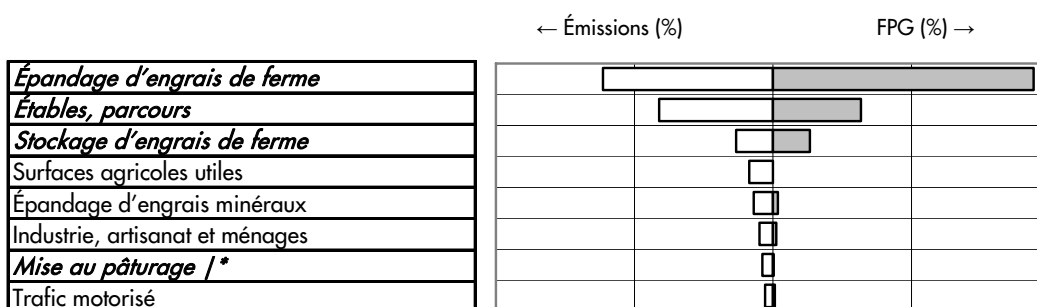 ← Émissions (%) FPG (%) →
Épandage d'engrais de ferme
Étables, parcours
Stockage d'engrais de ferme
Surfaces agricoles utiles
Épandage d'engrais minéraux
Industrie, artisanat et ménages
Mise au pâturage |*
Trafic motorisé